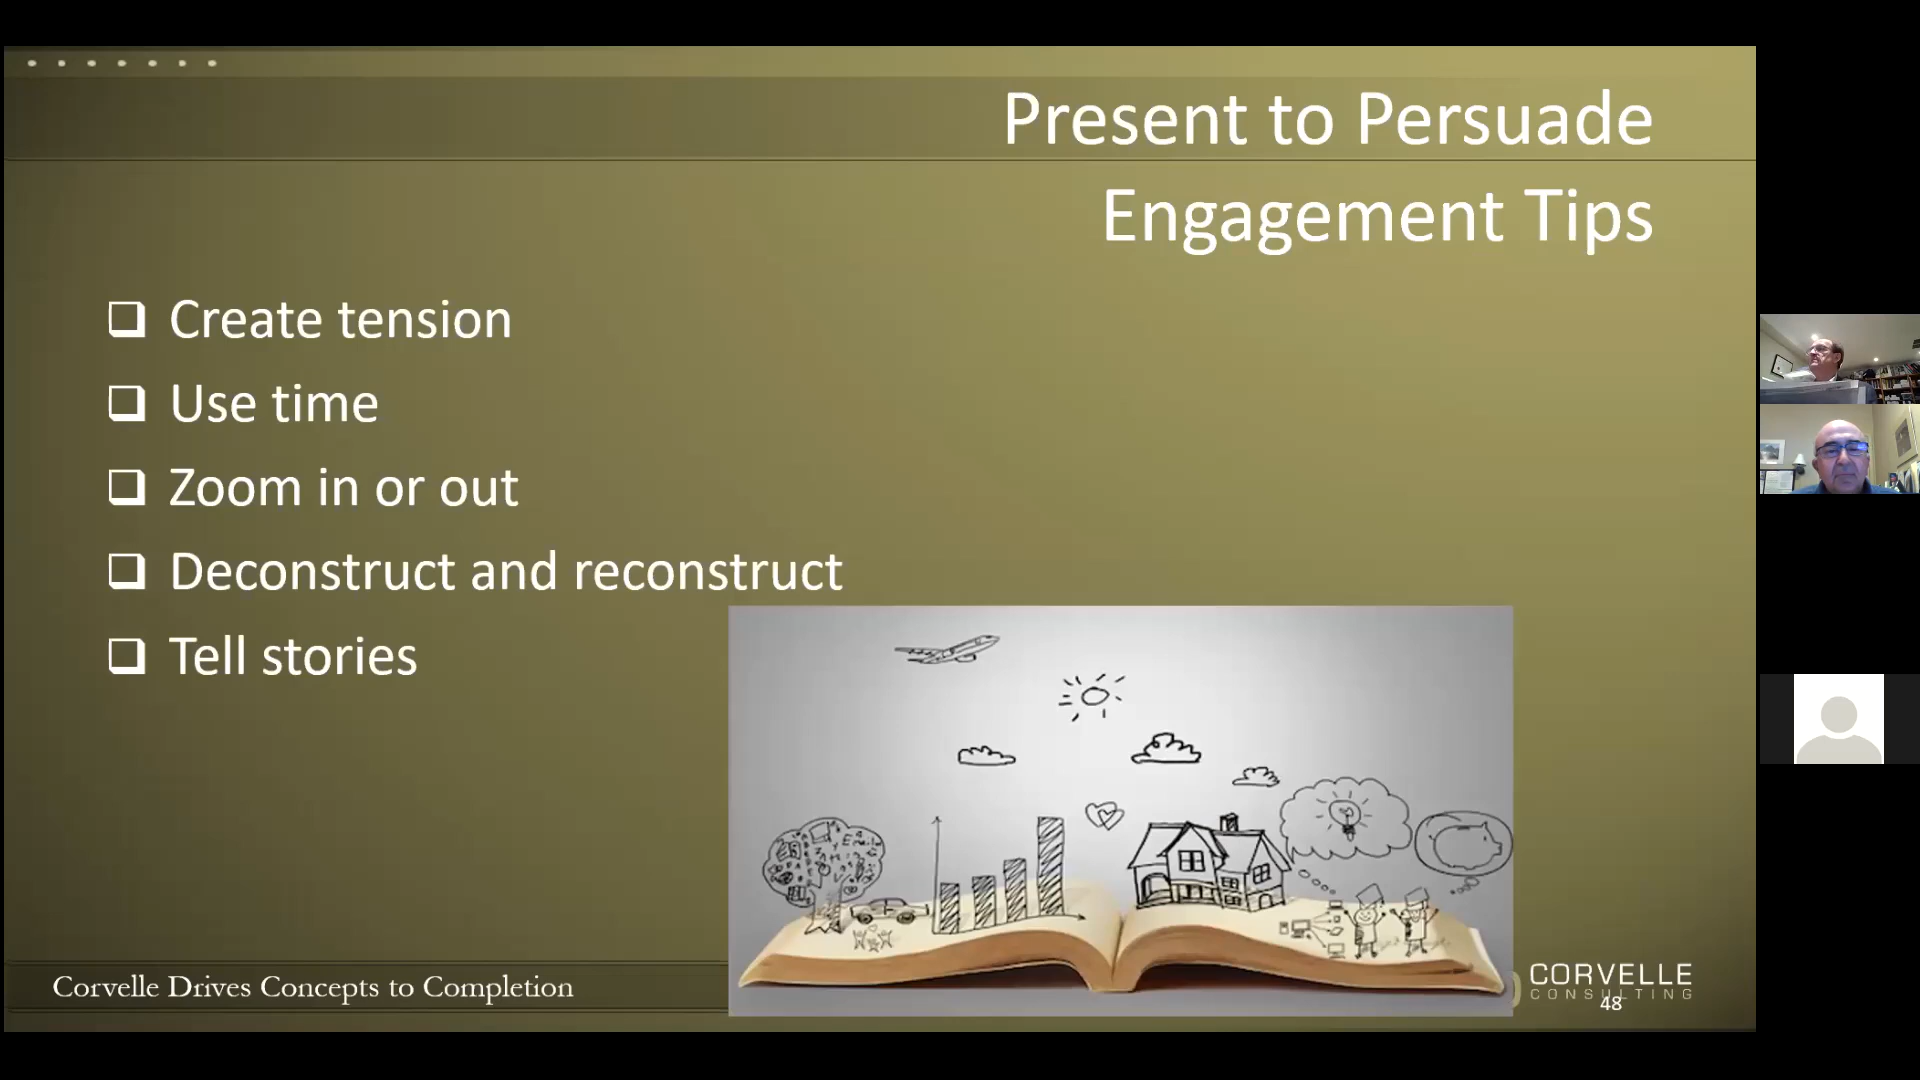 Present to Persuade
Engagement Tips
Create tension
Use time
Zoom in or out
Deconstruct and reconstruct
Tell stories
Corvelle Drives Concepts to Completion
CORVELLE
CONSULTING
48